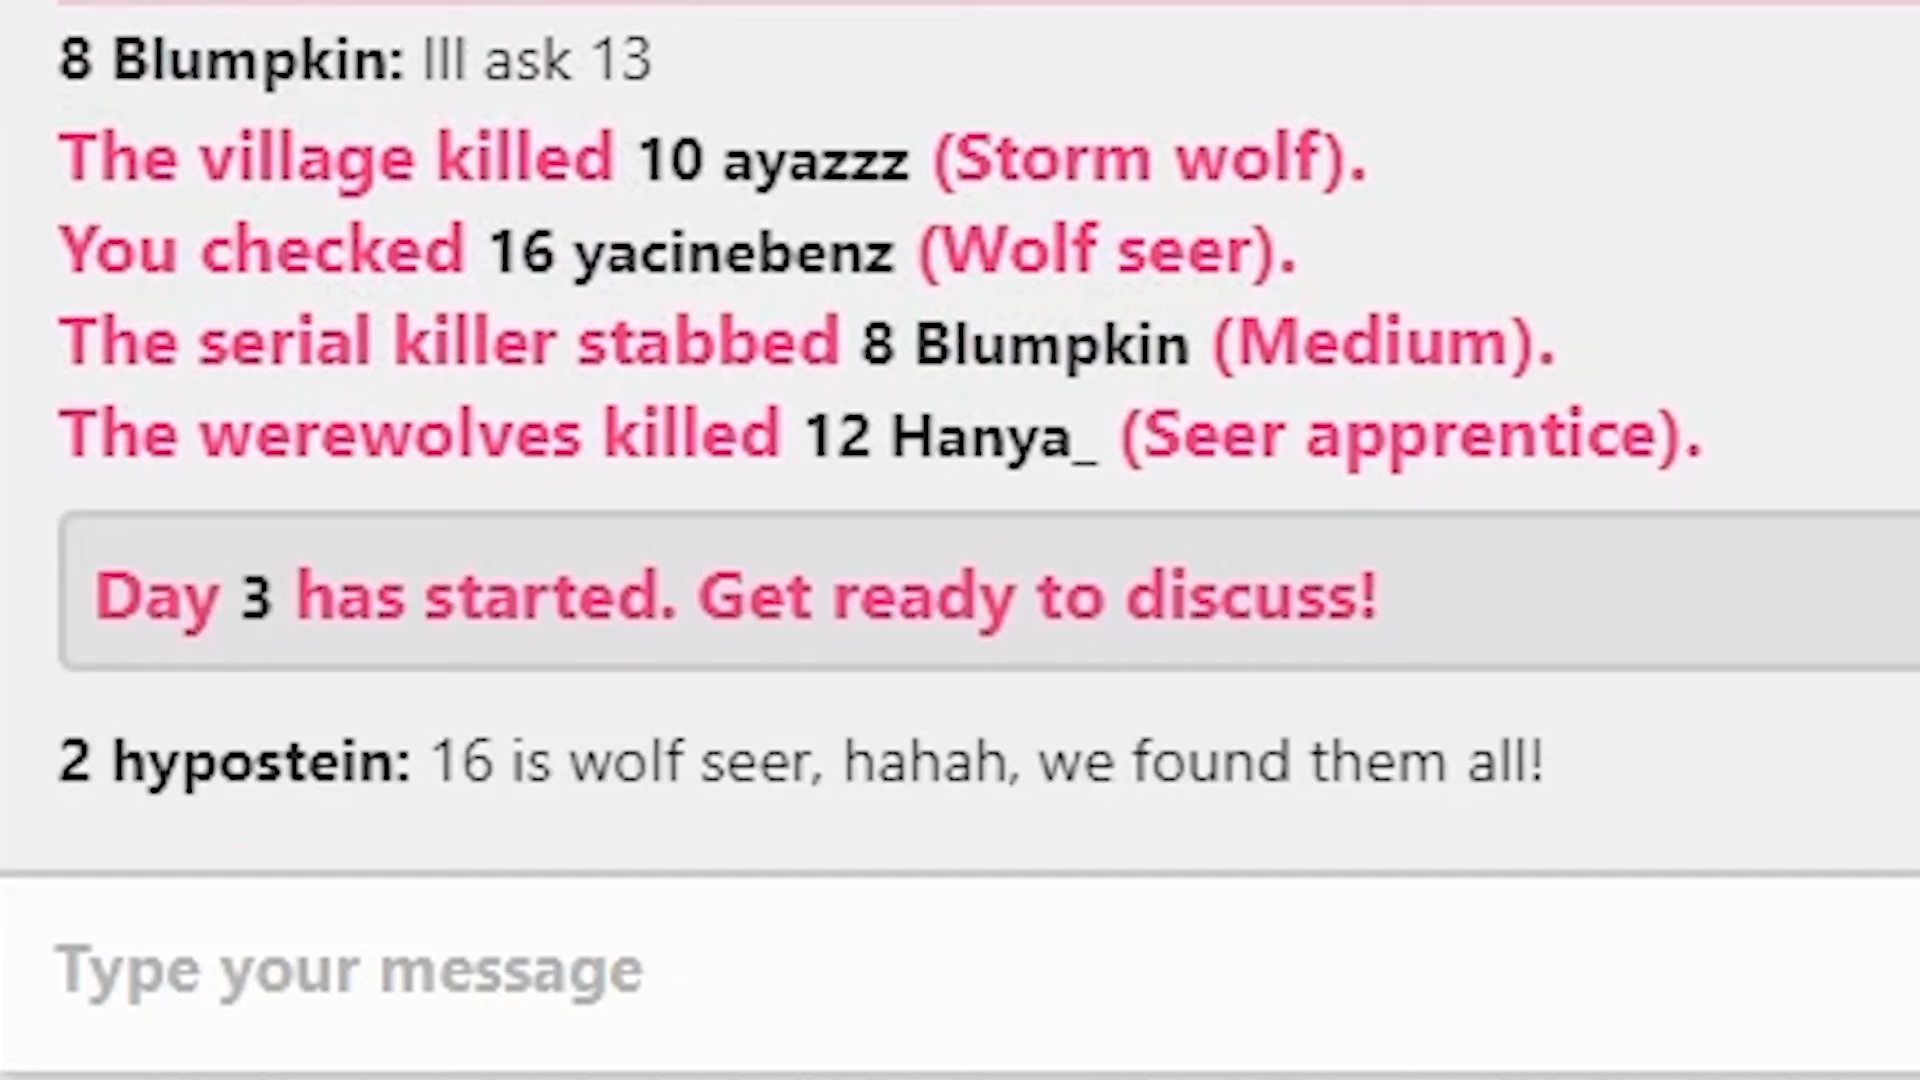 8 Blumpkin: Ill ask 13
The village killed 10 ayazzz (Storm wolf).
You checked 16 yacinebenz (Wolf seer).
The serial killer stabbed 8 Blumpkin (Medium).
The werewolves killed 12 Hanya_ (Seer apprentice).
Day 3 has started. Get ready to discuss!
2 hypostein: 16 is wolf seer, hahah, we found them all!
Type your message